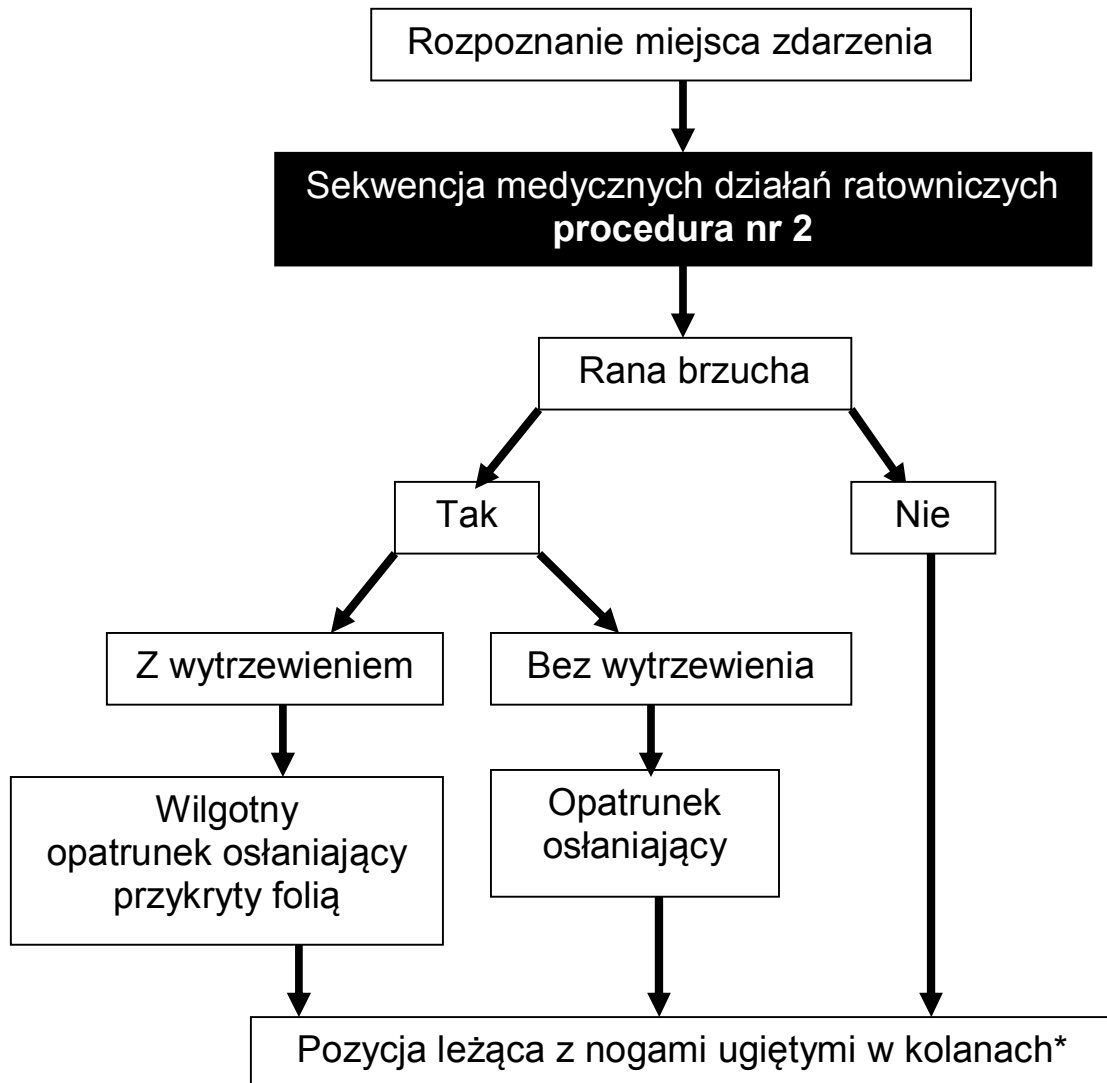 Rozpoznanie miejsca zdarzenia
Sekwencja medycznych działań ratowniczych
procedura nr 2
Rana brzucha
Tak
Nie
Z wytrzewieniem
Bez wytrzewienia
Wilgotny
opatrunek osłaniający
przykryty folią
Opatrunek
osłaniający
Pozycja leżąca z nogami ugiętymi w kolanach*